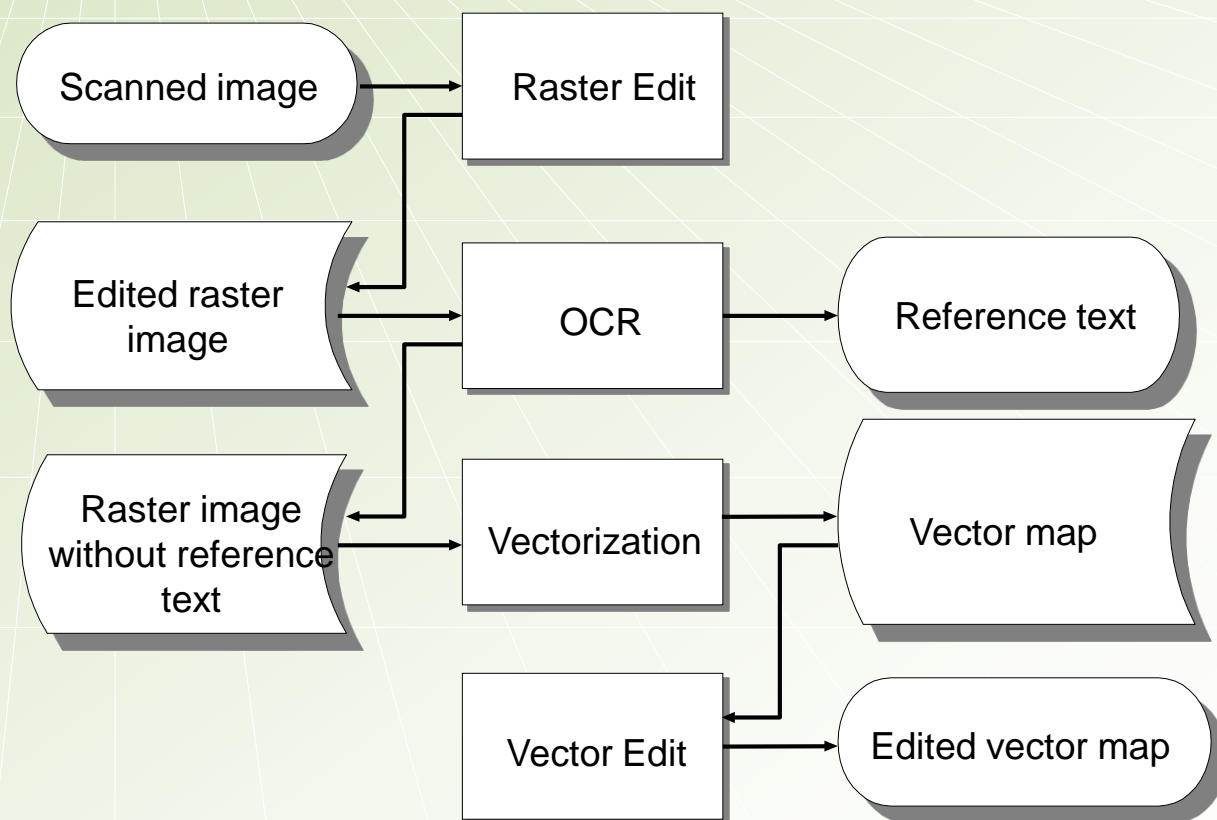 Scanned image
Raster Edit
Edited raster
image
OCR
Reference text
Raster image
without reference
text
Vectorization
Vector map
Vector Edit
Edited vector map